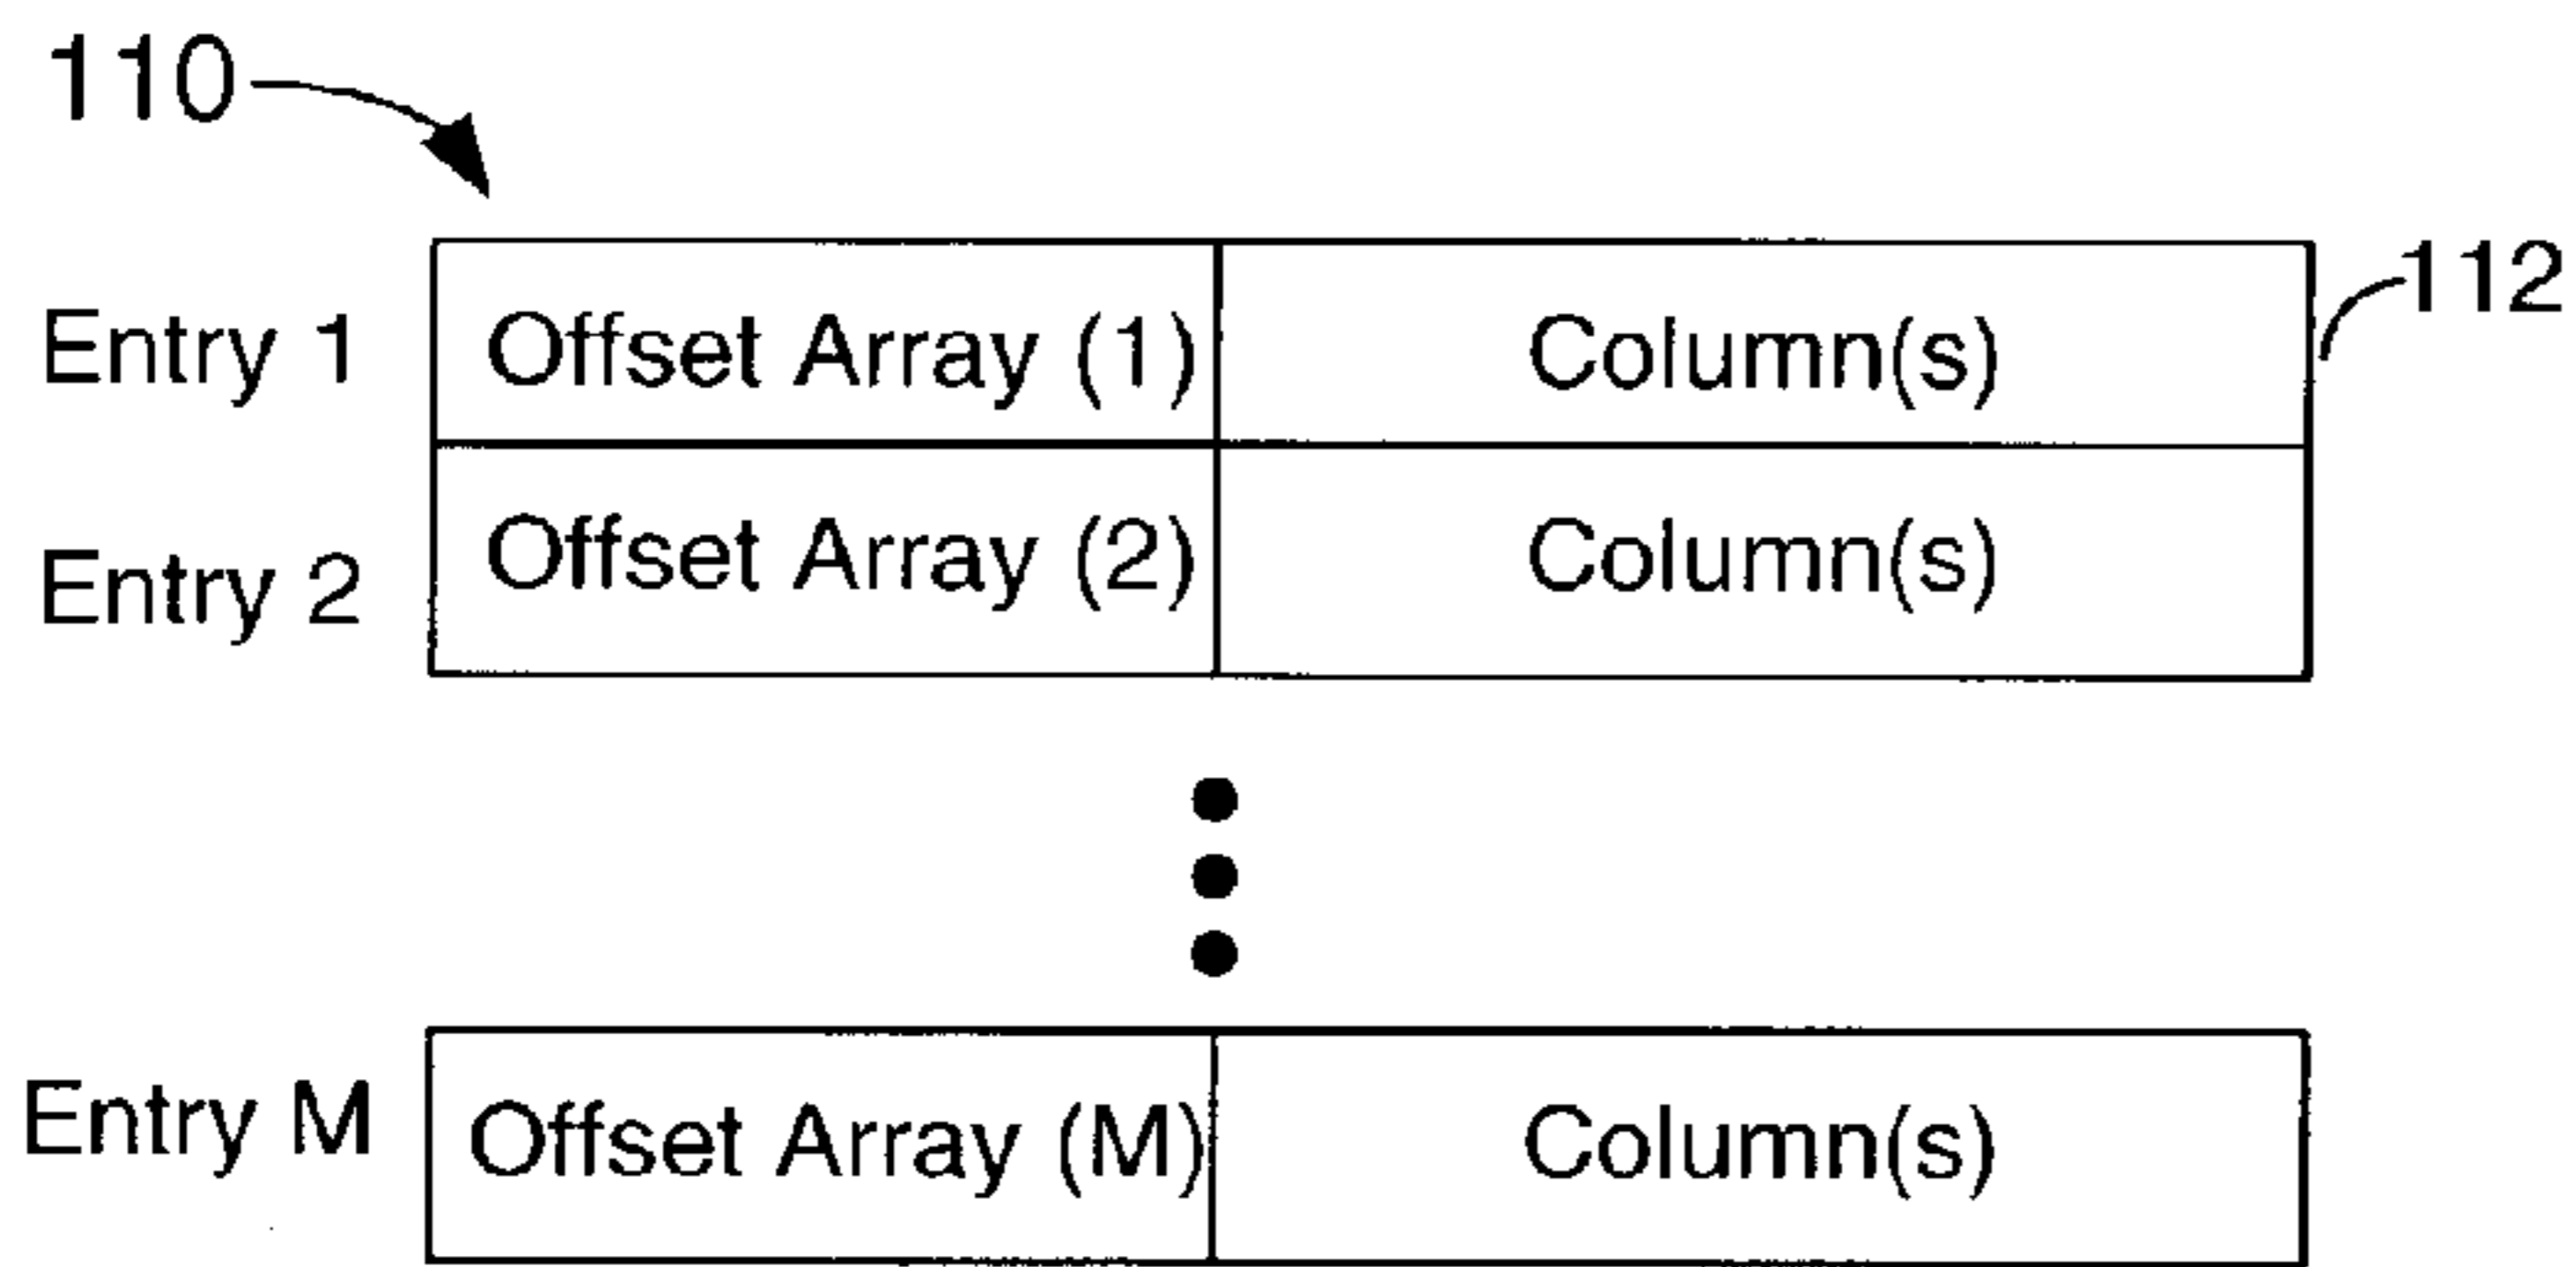 110
112
Entry 1 Offset Array (1) Column(s)
Entry 2 Offset Array (2) Column(s)
Entry M Offset Array (M) Column(s)